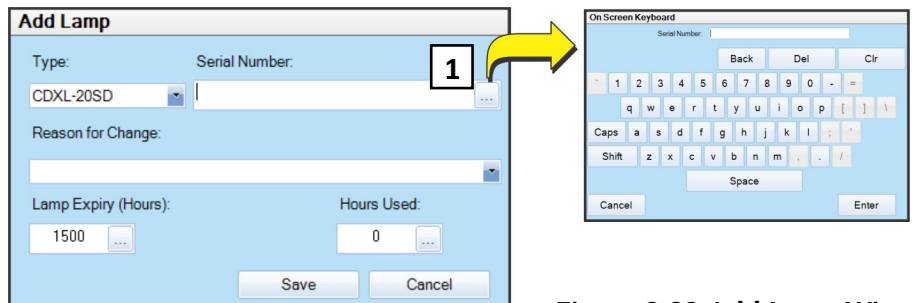 Add Lamp
Type:
Serial Number:
1
CDXL-20SD
...
Reason for Change:
Lamp Expiry (Hours):
Hours Used:
1500
...
0
...
Save
Cancel
On Screen Keyboard
Serial Number:
Back Del Clr
` 1 2 3 4 5 6 7 8 9 0 - =
q w e r t y u i o p [ ] \
Caps a s d f g h j k l ; '
Shift z x c v b n m , . /
Space
Cancel Enter